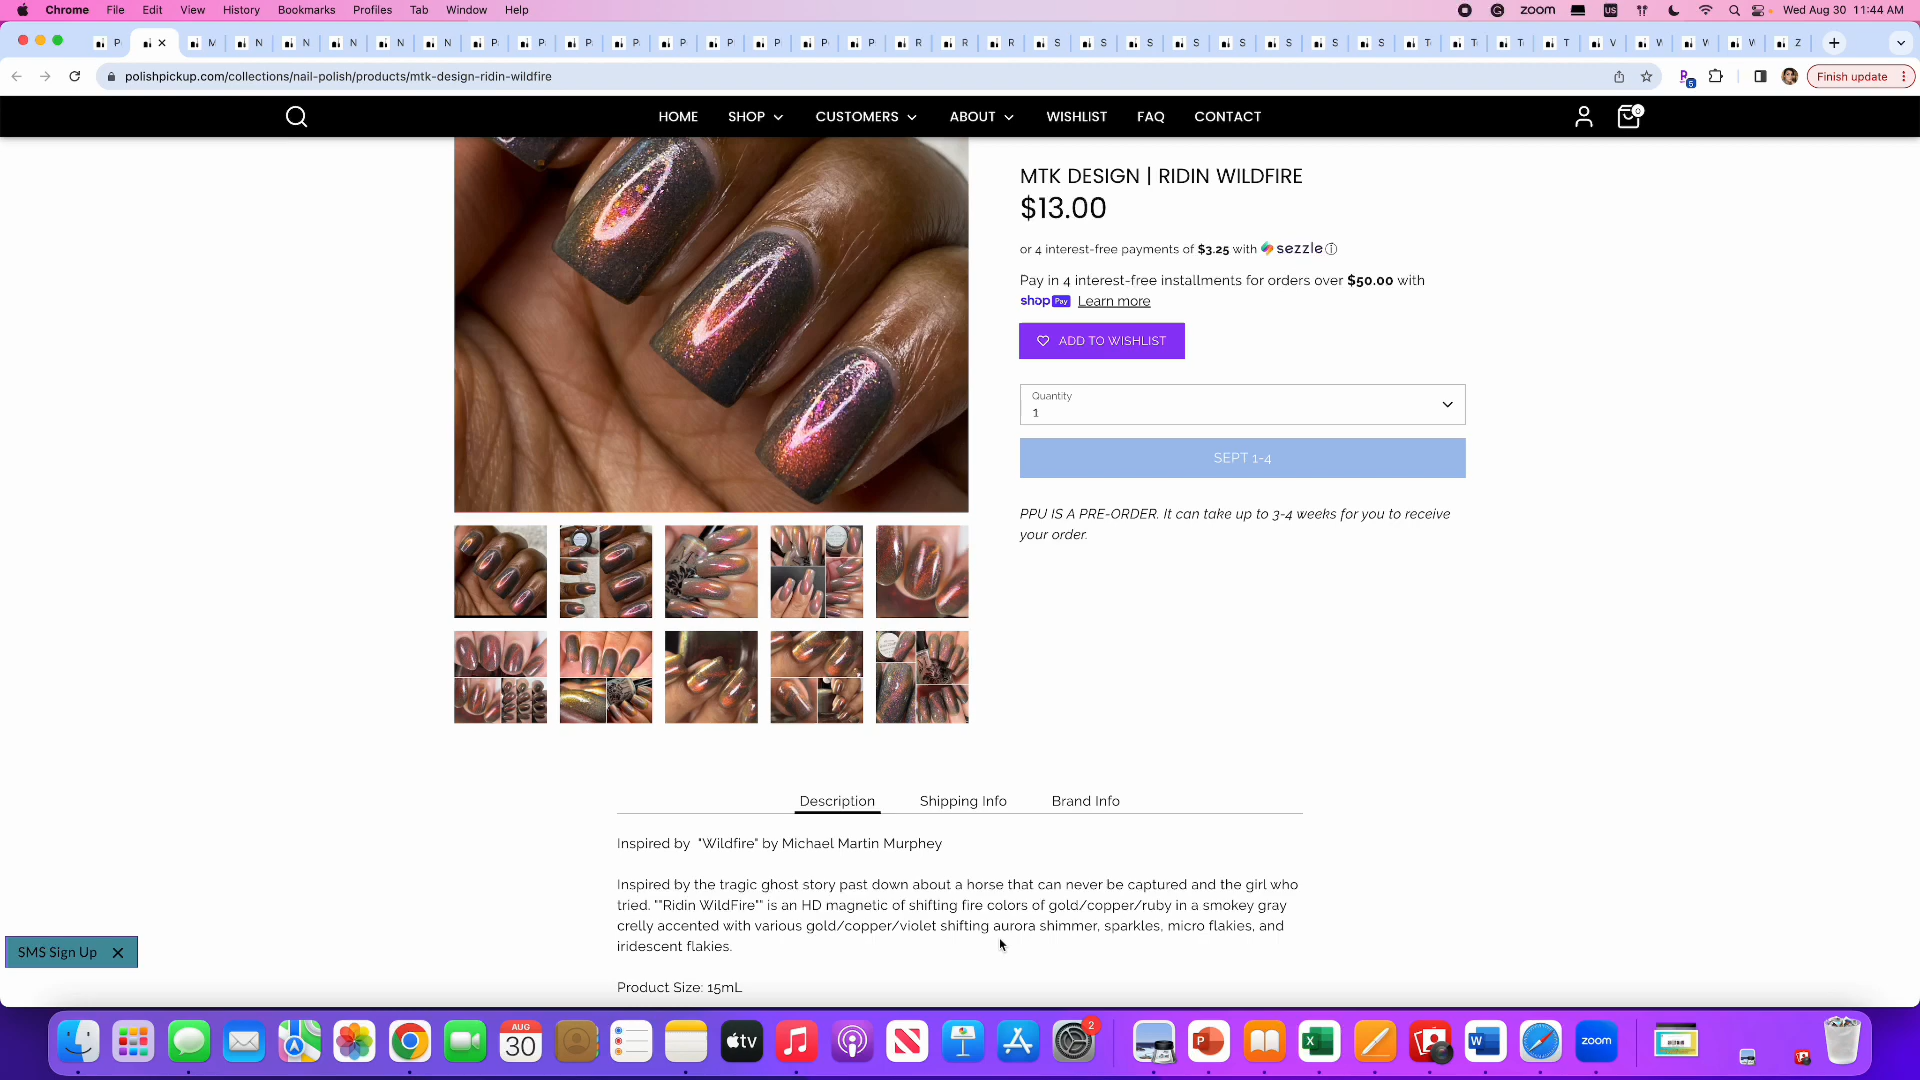 Chrome File Edit View History Bookmarks Profiles Tab Window Help
zoom US Wed Aug 30 11:44 AM
P M N N N N N P P P P P P P P P R R R S S S S S S S S T T T T V W W W Z
polishpickup.com/collections/nail-polish/products/mtk-design-ridin-wildfire
5
Finish update
HOME SHOP CUSTOMERS ABOUT WISHLIST FAQ CONTACT
0
MTK DESIGN | RIDIN WILDFIRE
$13.00
or 4 interest-free payments of $3.25 with sezzle
Pay in 4 interest-free installments for orders over $50.00 with
shop Pay Learn more
ADD TO WISHLIST
Quantity
1
SEPT 1-4
PPU IS A PRE-ORDER. It can take up to 3-4 weeks for you to receive
your order.
Description Shipping Info Brand Info
Inspired by "Wildfire" by Michael Martin Murphey
Inspired by the tragic ghost story past down about a horse that can never be captured and the girl who
tried. ""Ridin WildFire"" is an HD magnetic of shifting fire colors of gold/copper/ruby in a smokey gray
crelly accented with various gold/copper/violet shifting aurora shimmer, sparkles, micro flakies, and
iridescent flakies.
SMS Sign Up
Product Size: 15mL
AUG
30
tv
2
zoom